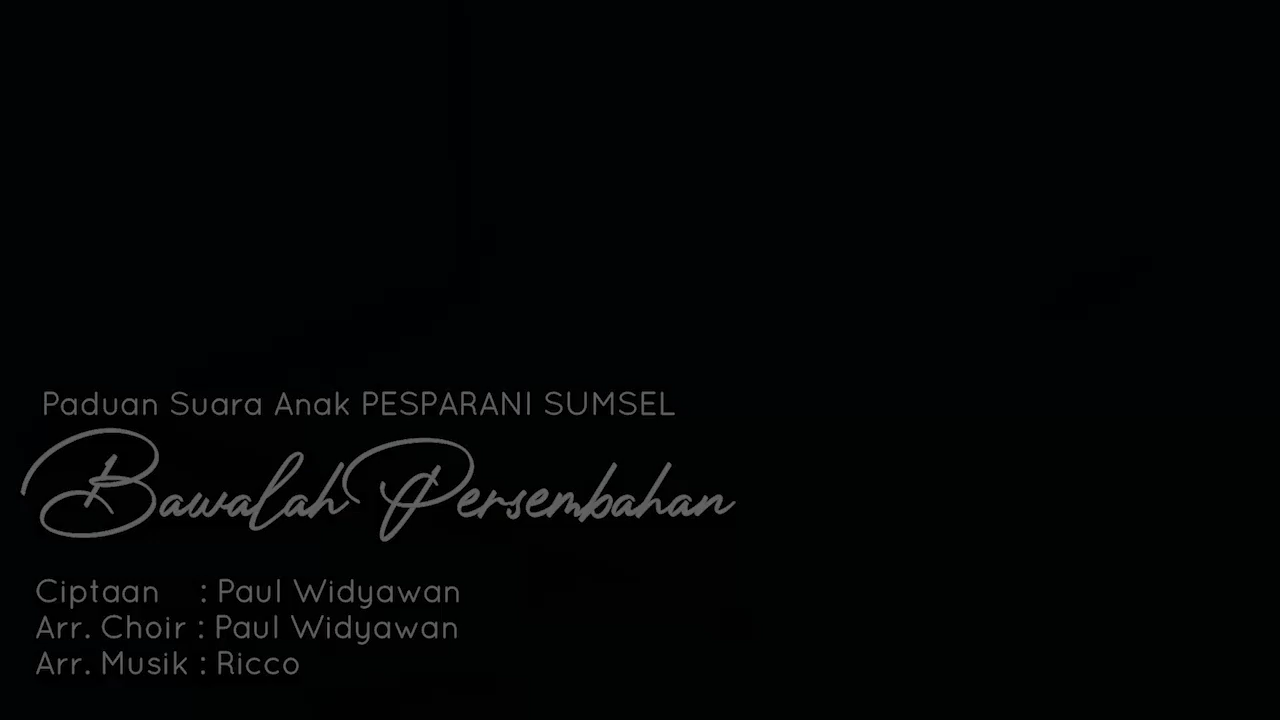 Paduan Suara Anak PESPARANI SUMSEL
Bawalah Persembahan
Ciptaan : Paul Widyawan
Arr. Choir : Paul Widyawan
Arr. Musik : Ricco